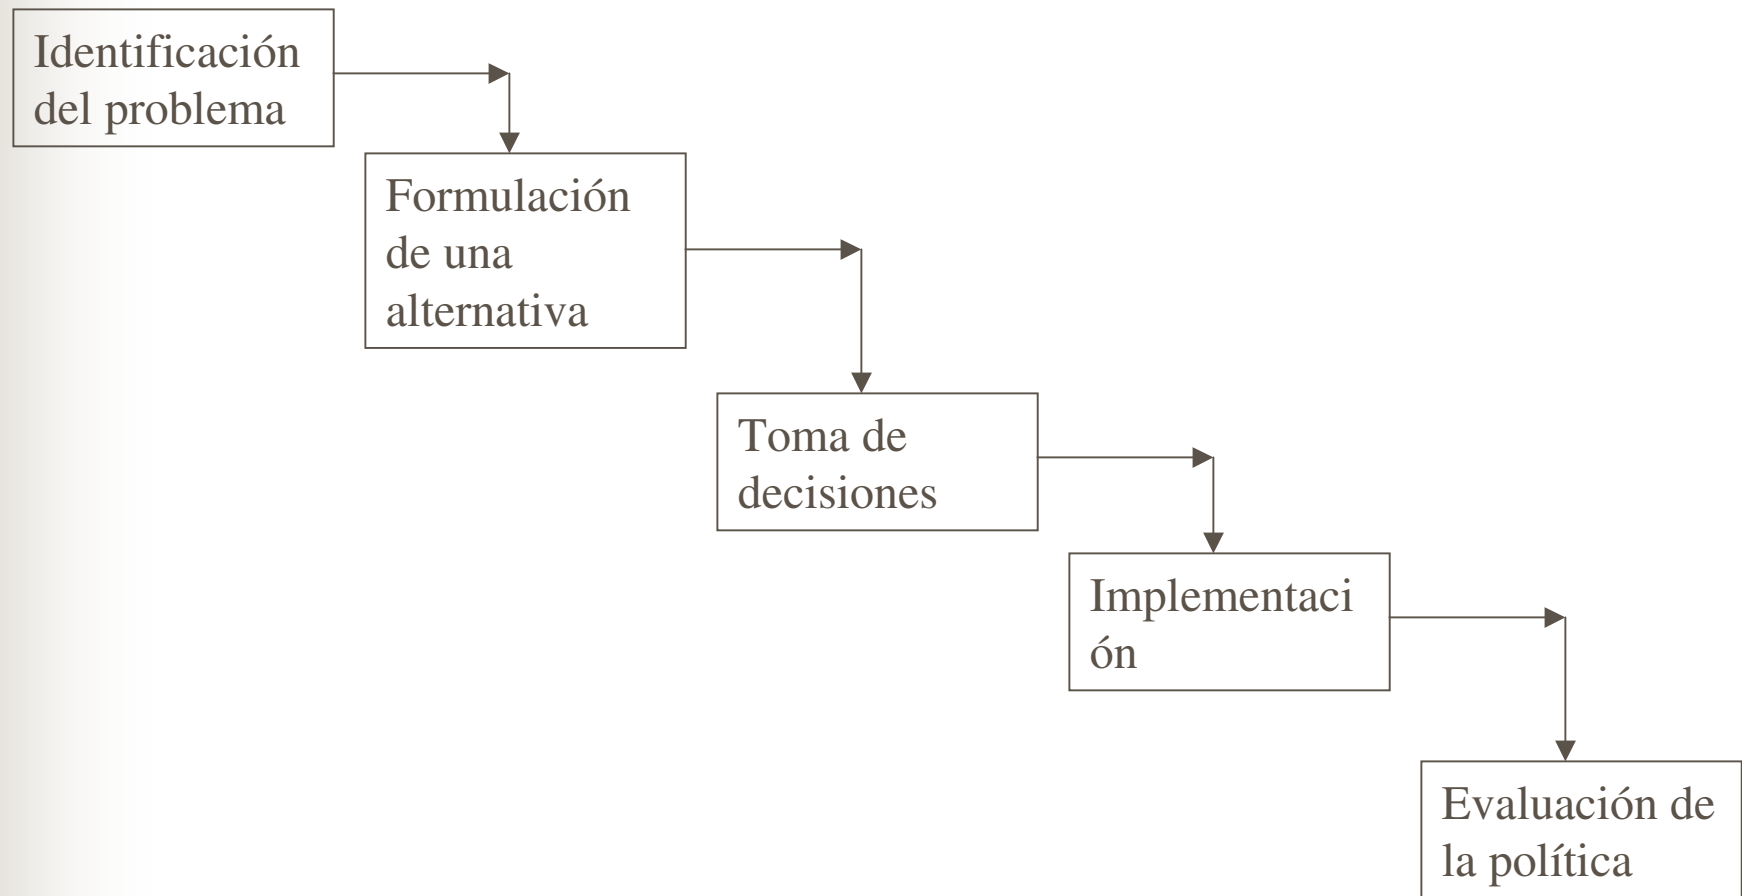 Identificación
del problema
Formulación
de una
alternativa
Toma de
decisiones
Implementaci
ón
Evaluación de
la política